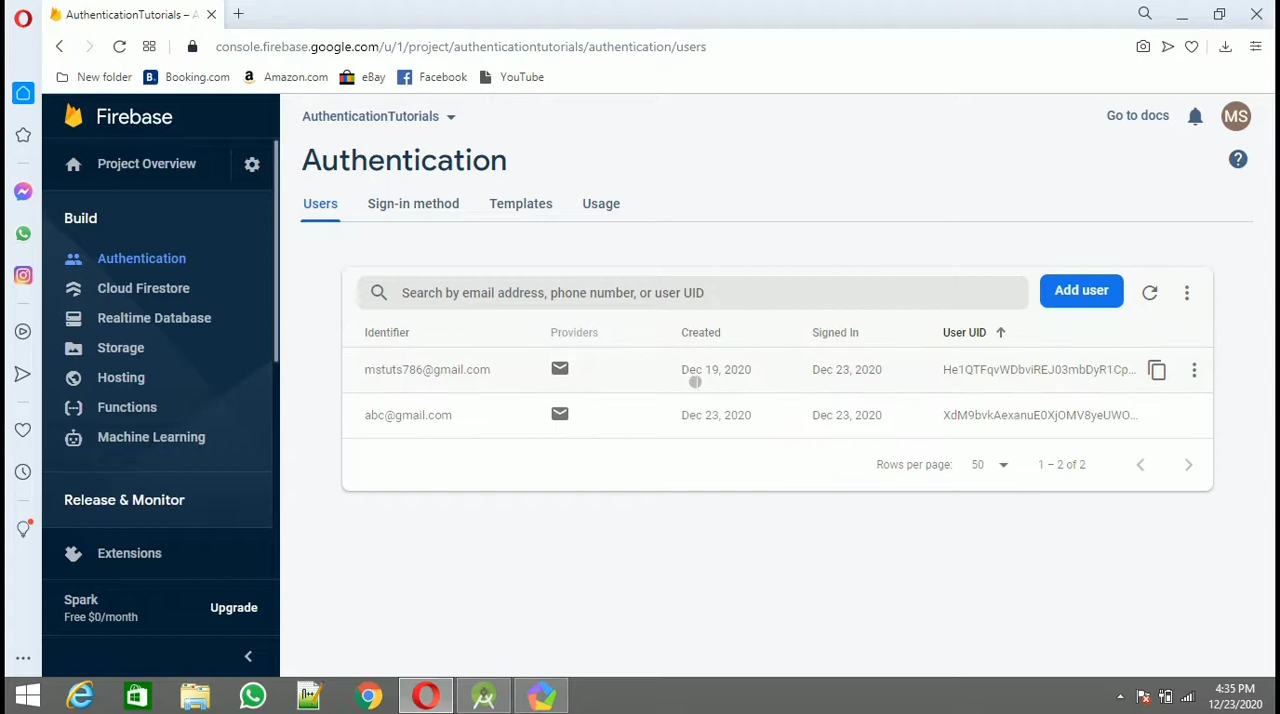 AuthenticationTutorials – A
console.firebase.google.com/u/1/project/authenticationtutorials/authentication/users
New folder B. Booking.com a Amazon.com eBay Facebook YouTube
Firebase
AuthenticationTutorials
Go to docs
MS
Authentication
Project Overview
Users Sign-in method Templates Usage
Build
Authentication
Cloud Firestore
Realtime Database
Storage
Hosting
Functions
Machine Learning
Release & Monitor
Extensions
Spark
Free $0/month
Upgrade
Search by email address, phone number, or user UID
Add user
Identifier Providers Created Signed In User UID
mstuts786@gmail.com Dec 19, 2020 Dec 23, 2020 He1QTFqvWDbviREJ03mbDyR1Cp...
abc@gmail.com Dec 23, 2020 Dec 23, 2020 XdM9bvkAexanuE0XjOMV8yeUWO...
Rows per page: 50 1 – 2 of 2
4:35 PM
12/23/2020